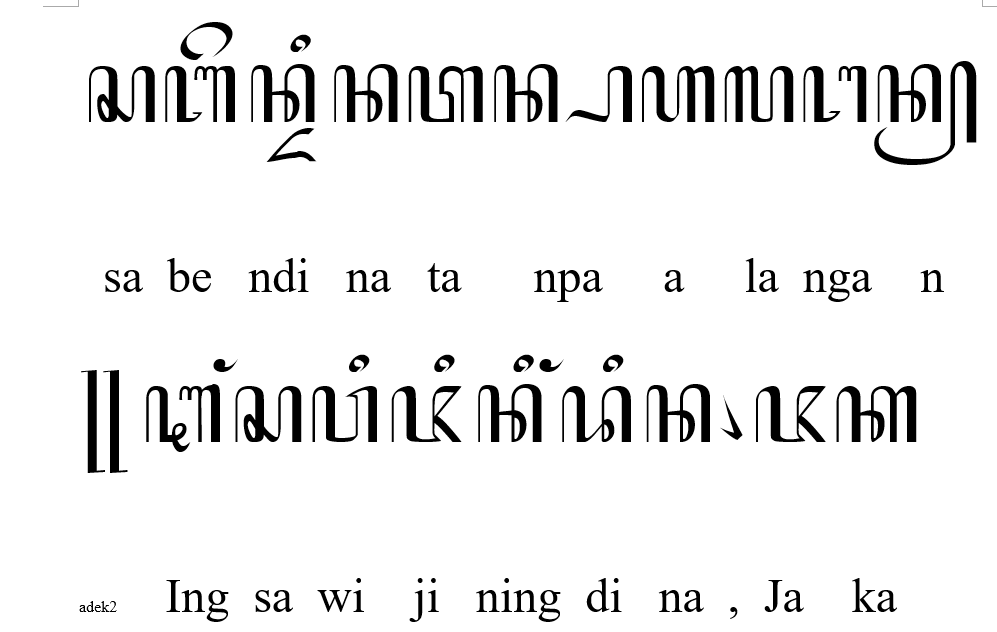 ꦱꦧꦼꦤ꧀ꦢꦶꦤꦠꦤ꧀ꦥꦲꦭꦔꦤ꧀
sa be ndi na ta npa a la nga n
꧋ꦆꦁꦱꦮꦶꦗꦶꦤꦶꦁꦢꦶꦤ꧈ꦗꦏ
adek2 Ing sa wi ji ning di na , Ja ka